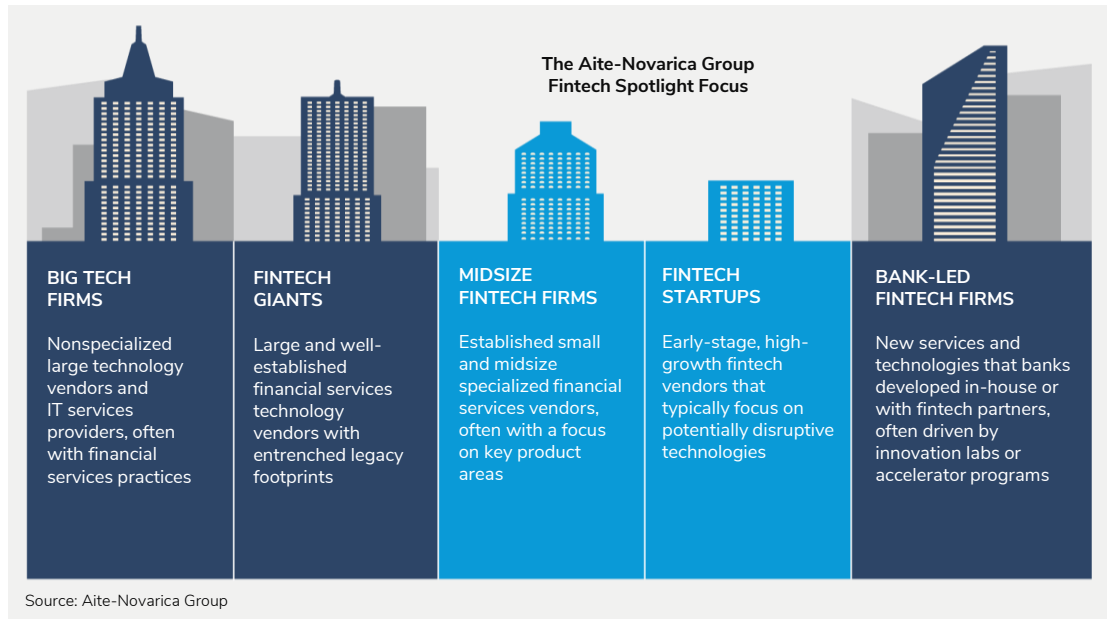 The Aite-Novarica Group
Fintech Spotlight Focus
BIG TECH
FIRMS
Nonspecialized
large technology
vendors and
IT services
providers, often
with financial
services practices
FINTECH
GIANTS
Large and well-
established
financial services
technology
vendors with
entrenched legacy
footprints
MIDSIZE
FINTECH FIRMS
Established small
and midsize
specialized financial
services vendors,
often with a focus
on key product
areas
FINTECH
STARTUPS
Early-stage, high-
growth fintech
vendors that
typically focus on
potentially disruptive
technologies
BANK-LED
FINTECH FIRMS
New services and
technologies that banks
developed in-house or
with fintech partners,
often driven by
innovation labs or
accelerator programs
Source: Aite-Novarica Group